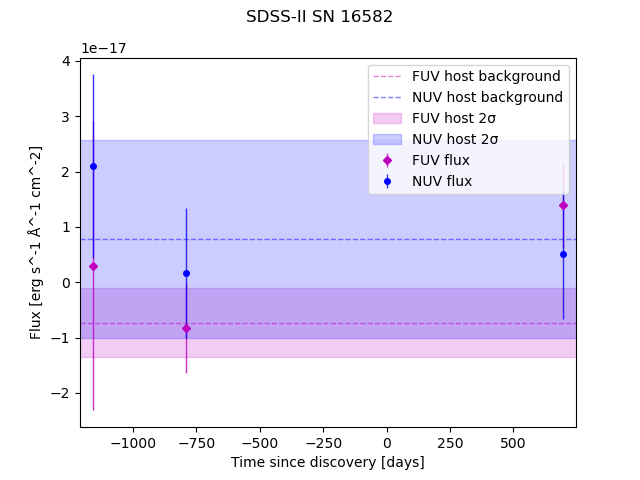 SDSS-II SN 16582
1e−17
4
3
2
1
0
−1
−2
Flux [erg s^-1 Å^-1 cm^-2]
FUV host background
NUV host background
FUV host 2σ
NUV host 2σ
FUV flux
NUV flux
−1000 −750 −500 −250 0 250 500
Time since discovery [days]